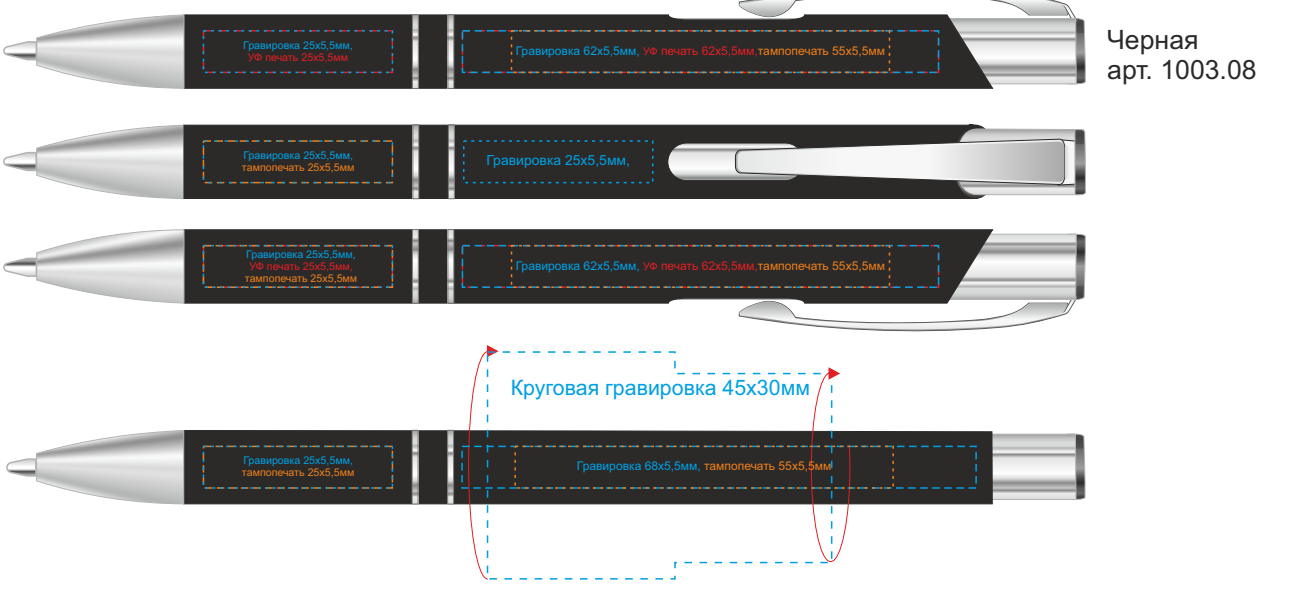 Гравировка 25х5,5мм,
УФ печать 25х5,5мм
Гравировка 62х5,5мм, УФ печать 62х5,5мм,тампопечать 55х5,5мм
Черная
арт. 1003.08
Гравировка 25х5,5мм,
тампопечать 25х5,5мм
Гравировка 25х5,5мм,
Гравировка 25х5,5мм,
УФ печать 25х5,5мм,
тампопечать 25х5,5мм
Гравировка 62х5,5мм, УФ печать 62х5,5мм,тампопечать 55х5,5мм
Круговая гравировка 45х30мм
Гравировка 25х5,5мм,
тампопечать 25х5,5мм
Гравировка 68х5,5мм, тампопечать 55х5,5мм